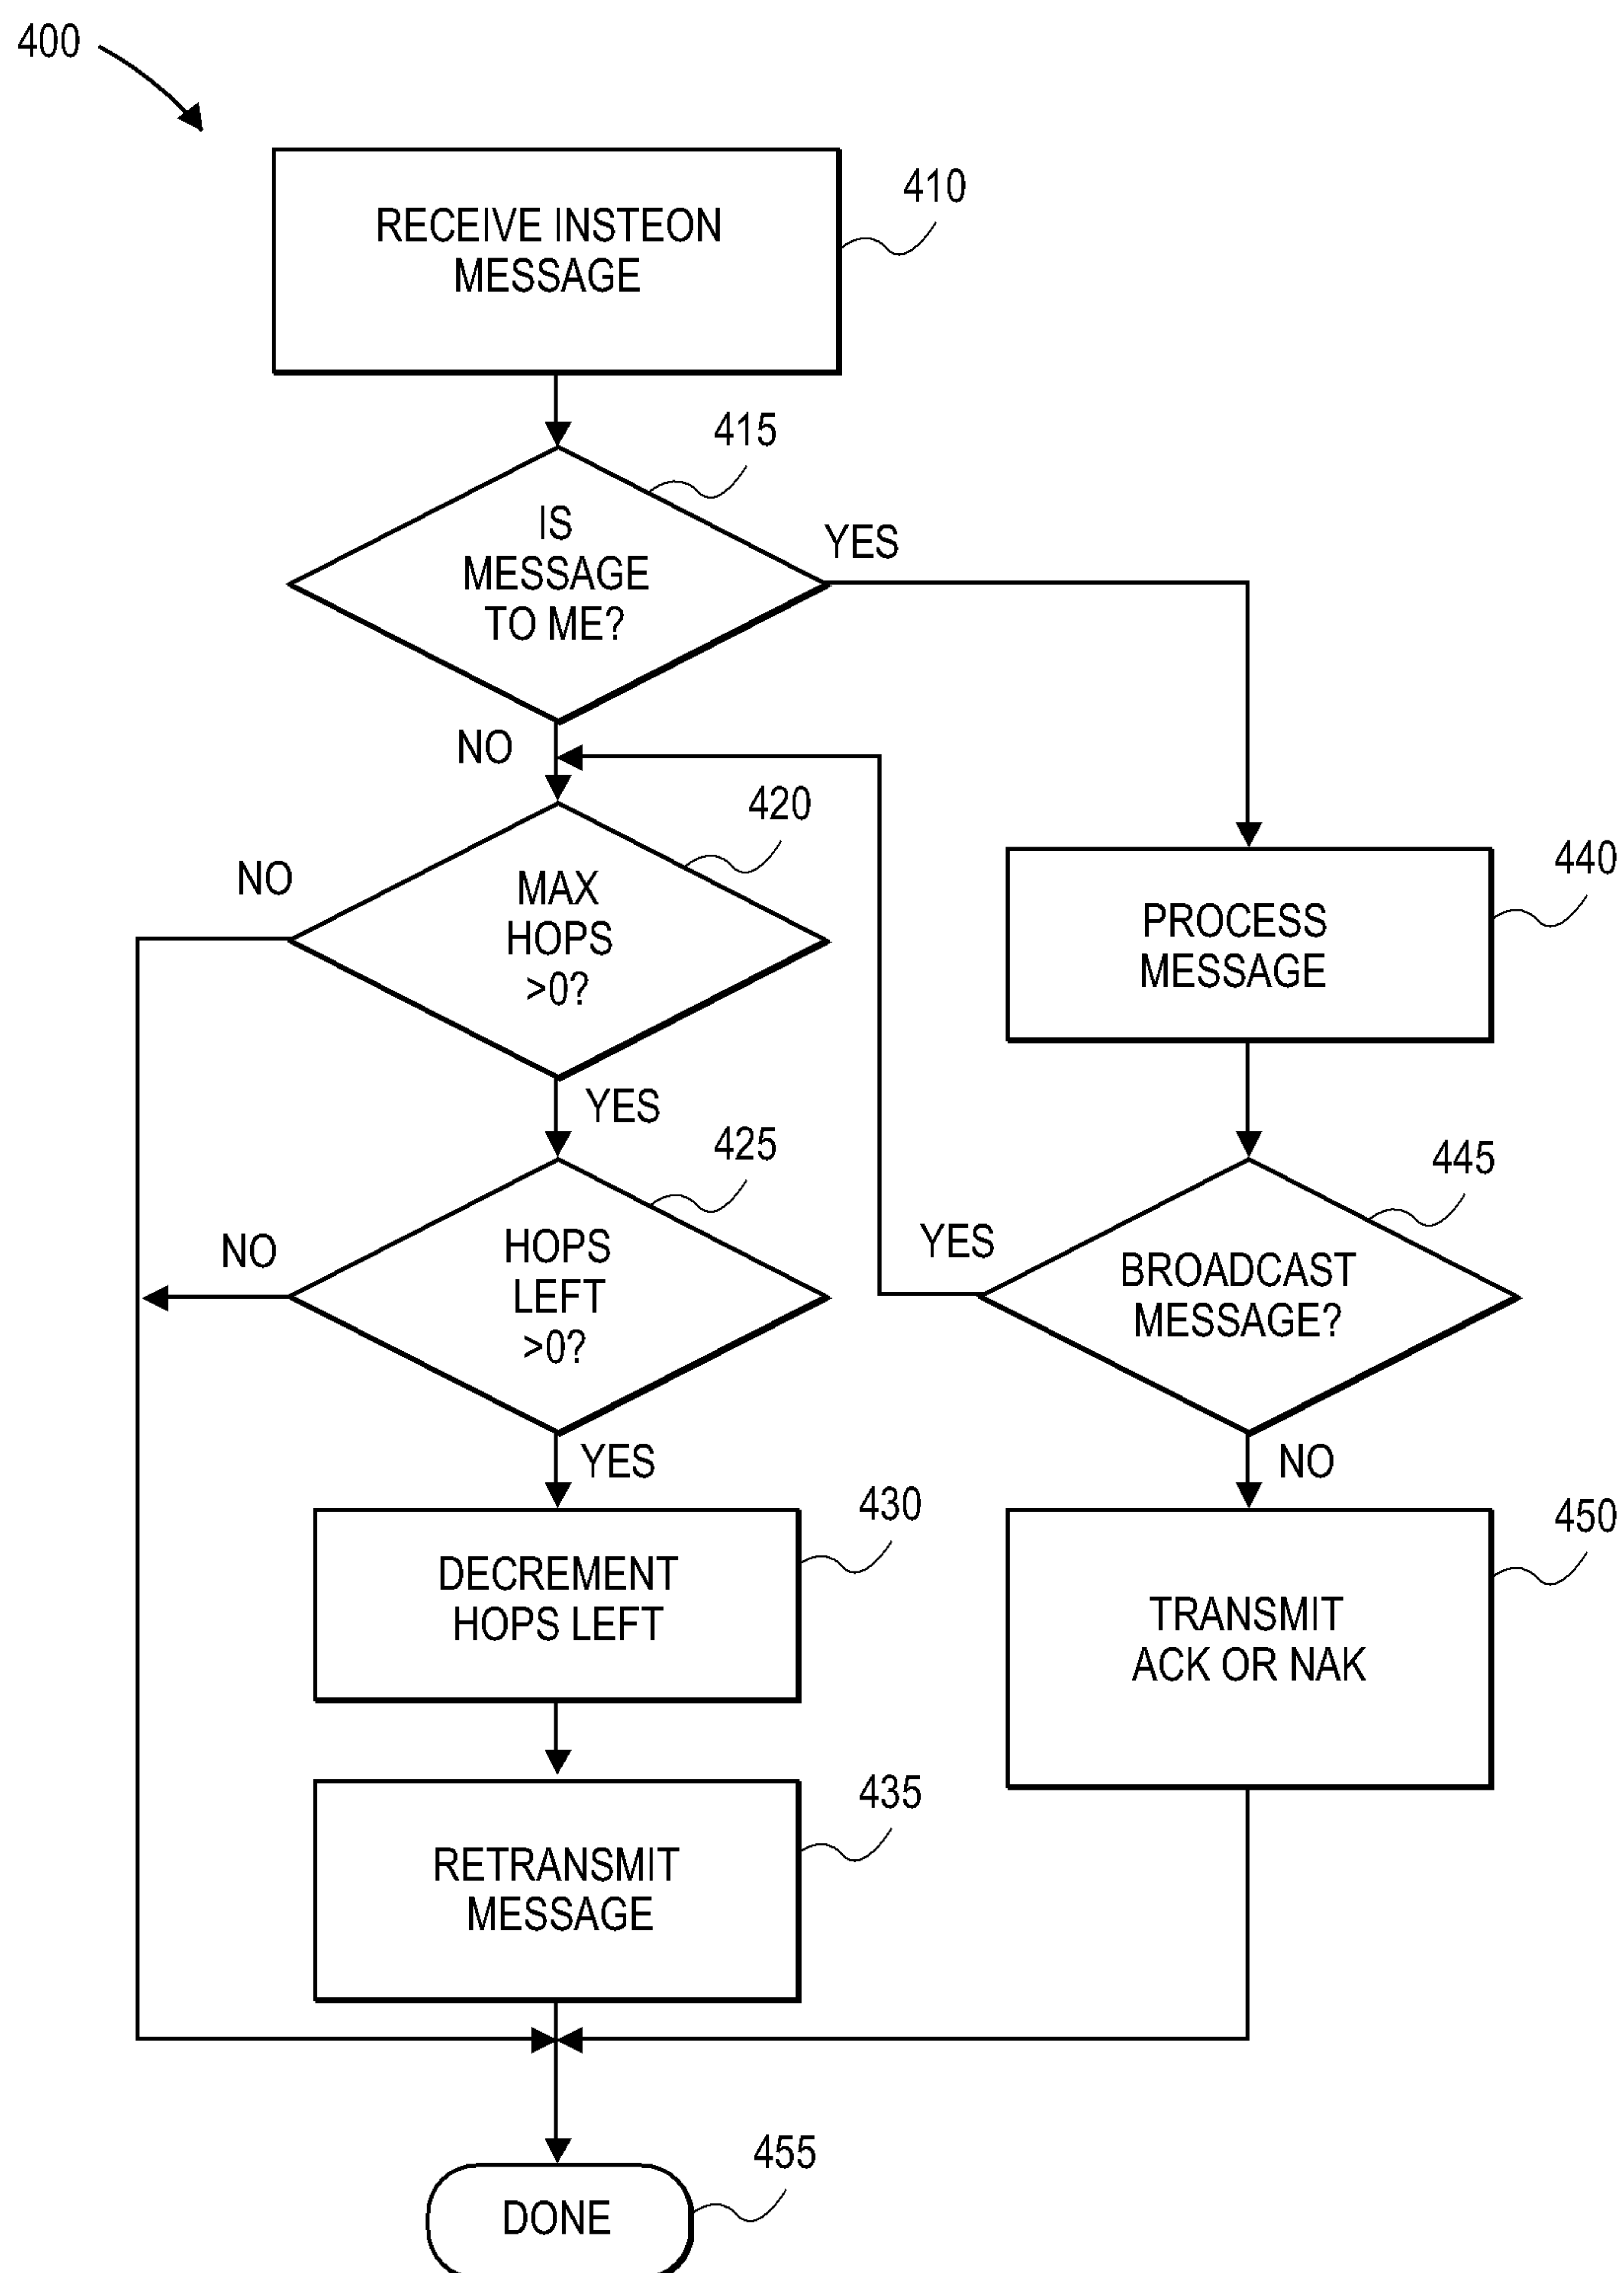 400
RECEIVE INSTEON
MESSAGE
410
415
IS
MESSAGE
TO ME?
YES
NO
420
NO
MAX
HOPS
>0?
YES
440
PROCESS
MESSAGE
425
NO
HOPS
LEFT
>0?
YES
445
YES
BROADCAST
MESSAGE?
NO
430
DECREMENT
HOPS LEFT
450
TRANSMIT
ACK OR NAK
435
RETRANSMIT
MESSAGE
455
DONE